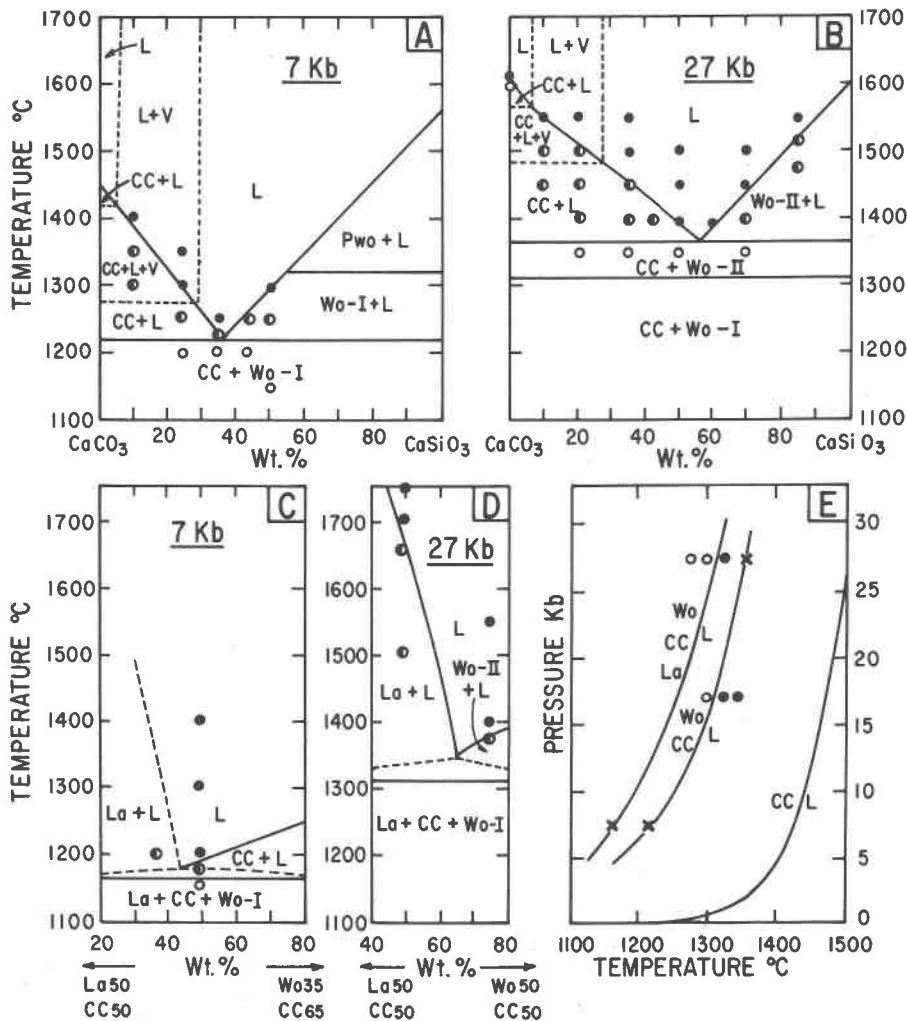 A
7 Kb
TEMPERATURE °C
1700
1600
1500
1400
1300
1200
1100
L
L+V
CC+L
L
CC+L+V
CC+L
Pwo + L
Wo-I+L
CC + Wo-I
CaCO3
20
40
60
80
CaSiO3
Wt.%
B
27 Kb
1700
1600
1500
1400
1300
1200
1100
L
L+V
CC+L
L
CC
+L+V
CC+L
Wo-II+L
CC + Wo-II
CC + Wo-I
CaCO3
20
40
60
80
CaSiO3
Wt.%
C
7 Kb
TEMPERATURE °C
1700
1600
1500
1400
1300
1200
1100
La+L
L
CC+L
La+CC+Wo-I
20
40
60
80
Wt.%
La50
CC50
Wo35
CC65
D
27 Kb
1700
1600
1500
1400
1300
1200
1100
L
La+L
Wo-II
+L
La+CC+Wo-I
40
60
80
Wt.%
La50
CC50
Wo50
CC50
E
PRESSURE Kb
30
25
20
15
10
5
0
Wo
CC L
La
Wo
CC L
CC L
1100
1200
1300
1400
1500
TEMPERATURE °C